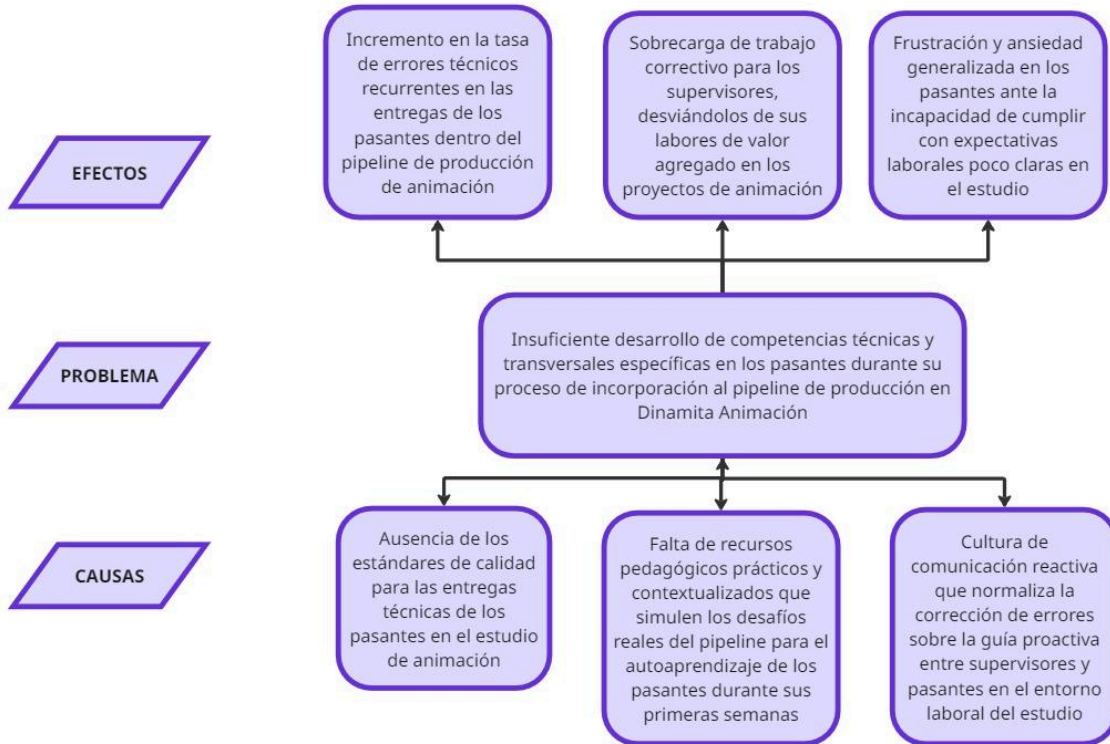 Incremento en la tasa
de errores técnicos
recurrentes en las
entregas de los
pasantes dentro del
pipeline de producción
de animación
Sobrecarga de trabajo
correctivo para los
supervisores,
desviándolos de sus
labores de valor
agregado en los
proyectos de animación
Frustración y ansiedad
generalizada en los
pasantes ante la
incapacidad de cumplir
con expectativas
laborales poco claras en
el estudio
EFECTOS
Insuficiente desarrollo de competencias técnicas y
transversales específicas en los pasantes durante su
proceso de incorporación al pipeline de producción en
Dinamita Animación
PROBLEMA
Ausencia de los
estándares de calidad
para las entregas
técnicas de los
pasantes en el estudio
de animación
Falta de recursos
pedagógicos prácticos y
contextualizados que
simulen los desafíos
reales del pipeline para el
autoaprendizaje de los
pasantes durante sus
primeras semanas
Cultura de
comunicación reactiva
que normaliza la
corrección de errores
sobre la guía proactiva
entre supervisores y
pasantes en el entorno
laboral del estudio
CAUSAS